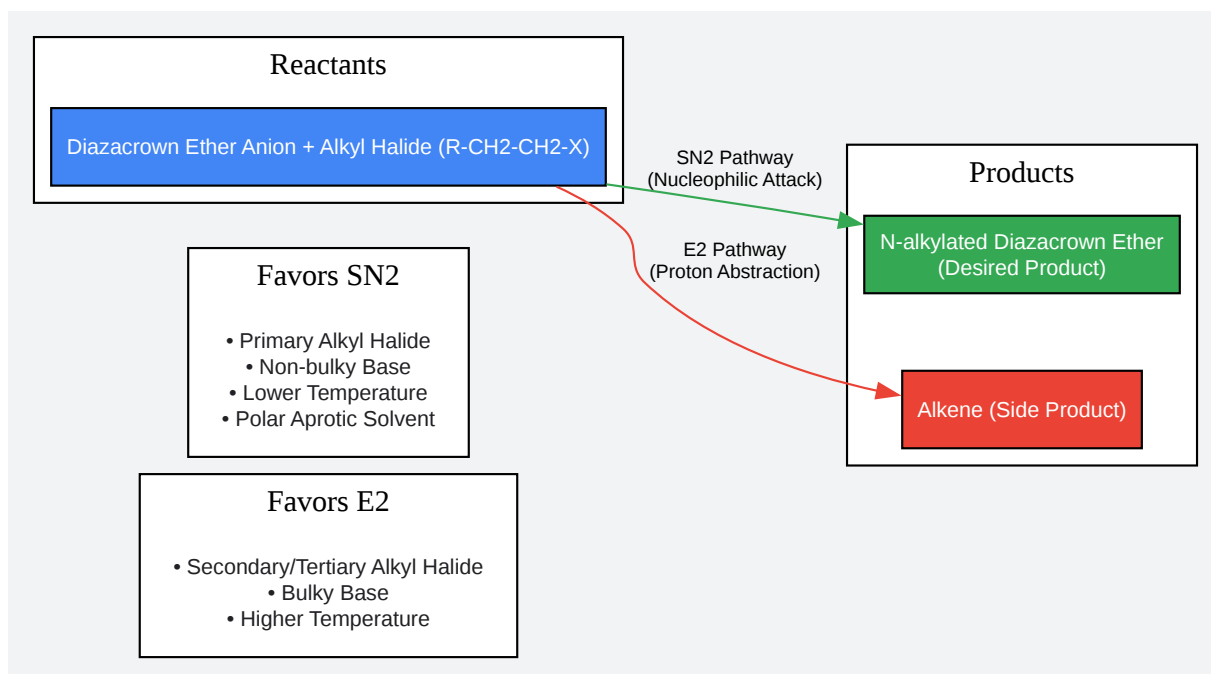 Reactants
Diazacrown Ether Anion + Alkyl Halide (R-CH2-CH2-X)
SN2 Pathway
(Nucleophilic Attack)
E2 Pathway
(Proton Abstraction)
Products
N-alkylated Diazacrown Ether
(Desired Product)
Alkene (Side Product)
Favors SN2
• Primary Alkyl Halide
• Non-bulky Base
• Lower Temperature
• Polar Aprotic Solvent
Favors E2
• Secondary/Tertiary Alkyl Halide
• Bulky Base
• Higher Temperature